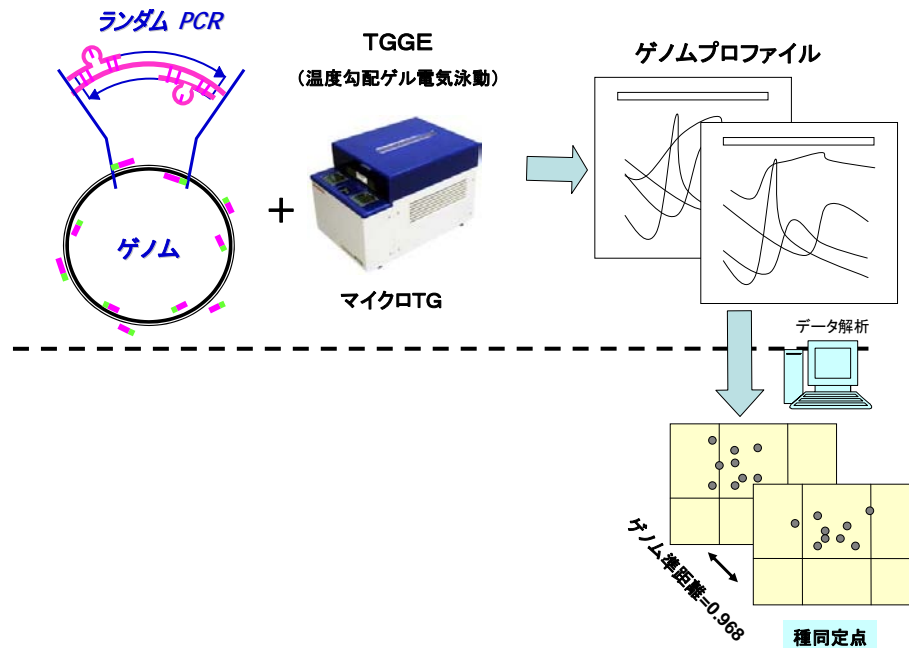 ランダム PCR
TGGE
(温度勾配ゲル電気泳動)
ゲノムプロファイル
+
ゲノム
マイクロTG
データ解析
ゲノム準距離=0.968
種同定点